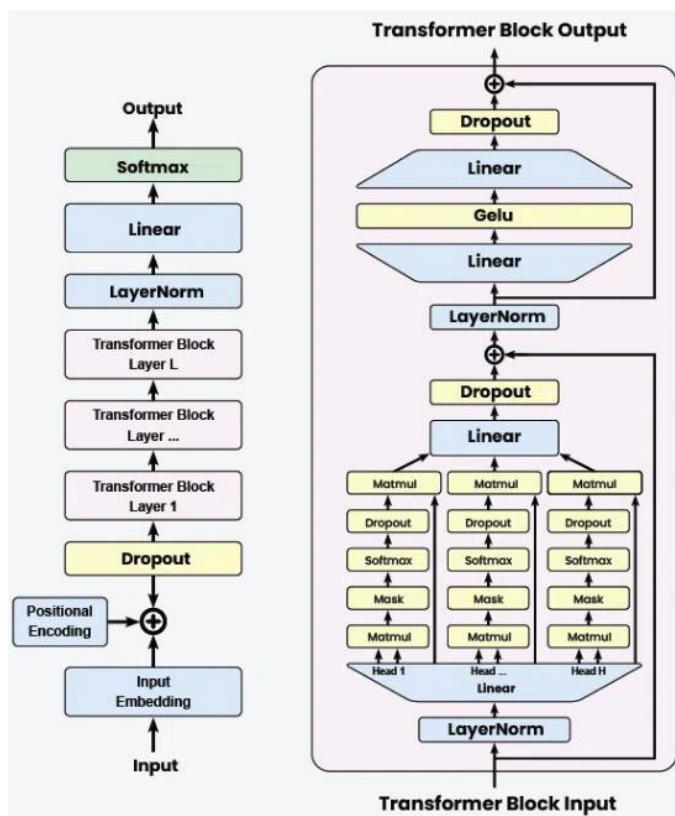 Output
Softmax
Linear
LayerNorm
Transformer Block
Layer L
Transformer Block
Layer ...
Transformer Block
Layer 1
Dropout
Positional
Encoding
Input
Embedding
Input
Transformer Block Output
Dropout
Linear
Gelu
Linear
LayerNorm
Dropout
Linear
Matmul Matmul Matmul
Dropout Dropout Dropout
Softmax Softmax Softmax
Mask Mask Mask
Matmul Matmul Matmul
Head 1 Head ... Head H
Linear
LayerNorm
Transformer Block Input